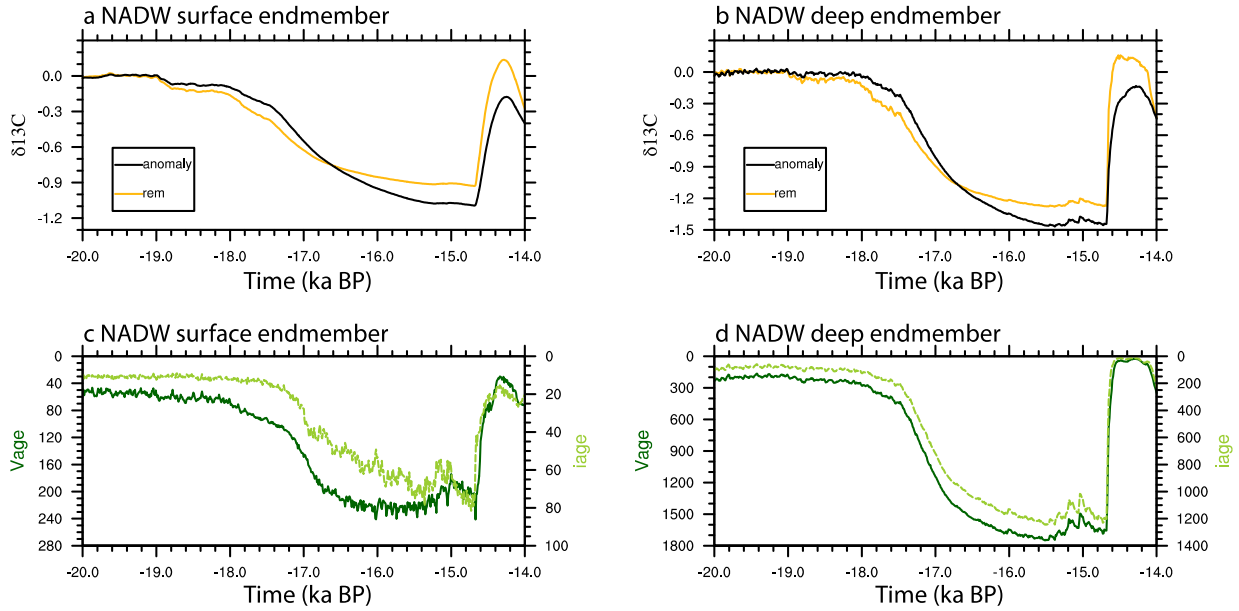 a NADW surface endmember
0.0
-0.3
-0.6
-0.9
-1.2
δ13C
anomaly
rem
-20.0 -19.0 -18.0 -17.0 -16.0 -15.0 -14.0
Time (ka BP)
b NADW deep endmember
0.0
-0.3
-0.6
-0.9
-1.2
-1.5
δ13C
anomaly
rem
-20.0 -19.0 -18.0 -17.0 -16.0 -15.0 -14.0
Time (ka BP)
c NADW surface endmember
0
40
80
120
160
200
240
280
Vage
0
20
40
60
80
100
iage
-20.0 -19.0 -18.0 -17.0 -16.0 -15.0 -14.0
Time (ka BP)
d NADW deep endmember
0
300
600
900
1200
1500
1800
Vage
0
200
400
600
800
1000
1200
1400
iage
-20.0 -19.0 -18.0 -17.0 -16.0 -15.0 -14.0
Time (ka BP)